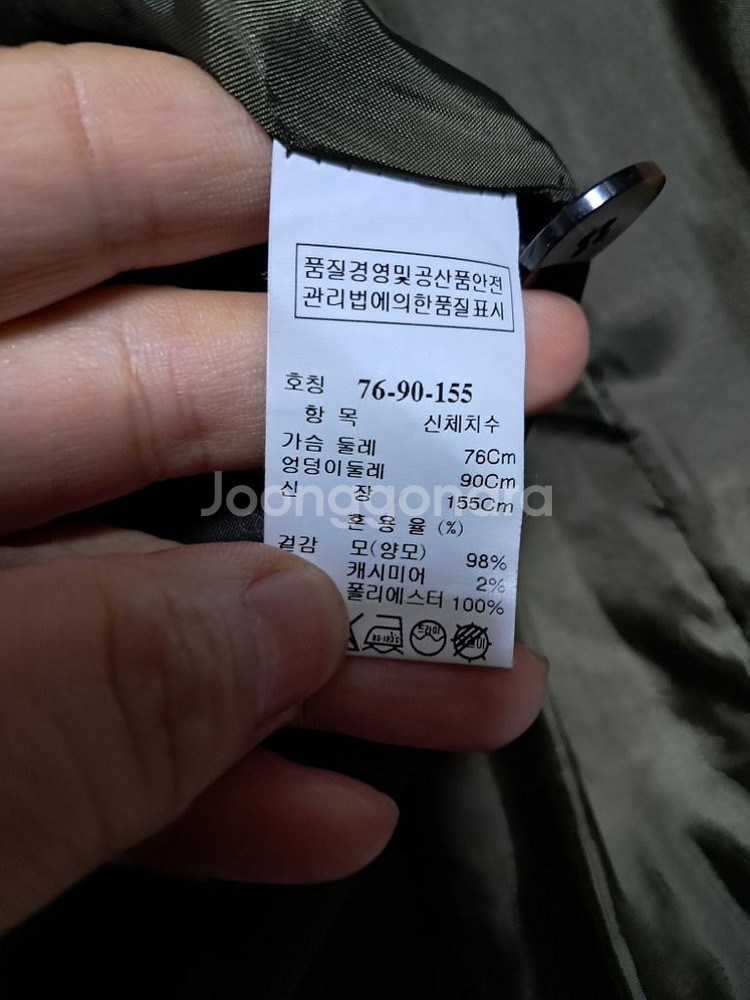 품질경영및공산품안전
관리법에의한품질표시
호칭 76-90-155
항 목 신체치수
가슴 둘레 76Cm
엉덩이둘레 90Cm
신 장 155Cm
Joonggonara
혼 용 율 (%)
겉감 모(양모) 98%
캐시미어 2%
폴리에스터 100%
드라이